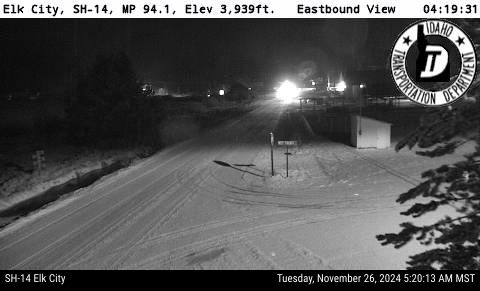 Elk City, SH-14, MP 94.1, Elev 3,939ft. Eastbound View 04:19:31
IDAHO
TRANSPORTATION DEPARTMENT
SH-14 Elk City Tuesday, November 26, 2024 5:20:13 AM MST